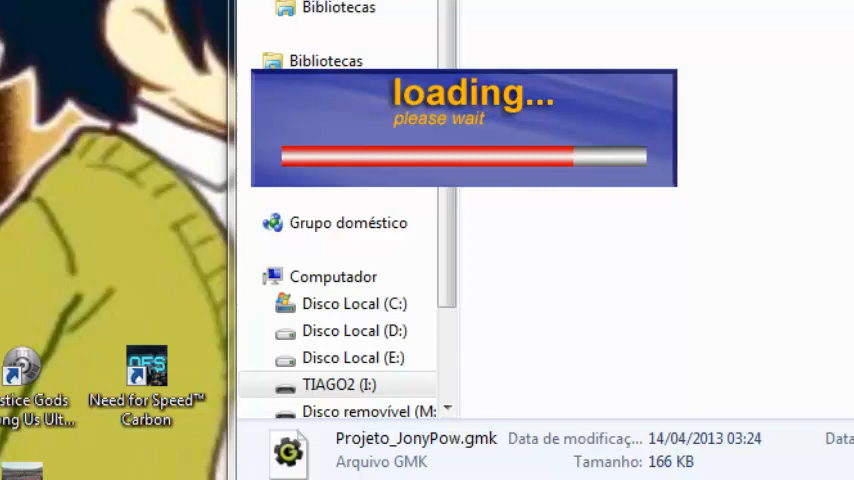 Bibliotecas
Bibliotecas
loading...
please wait
Grupo doméstico
Computador
Disco Local (C:)
Disco Local (D:)
Disco Local (E:)
TIAGO2 (I:)
Disco removível (M:
stice Gods
ng Us Ult...
Need for Speed™
Carbon
Projeto_JonyPow.gmk
Data de modificaç... 14/04/2013 03:24
Data
Arquivo GMK
Tamanho: 166 KB